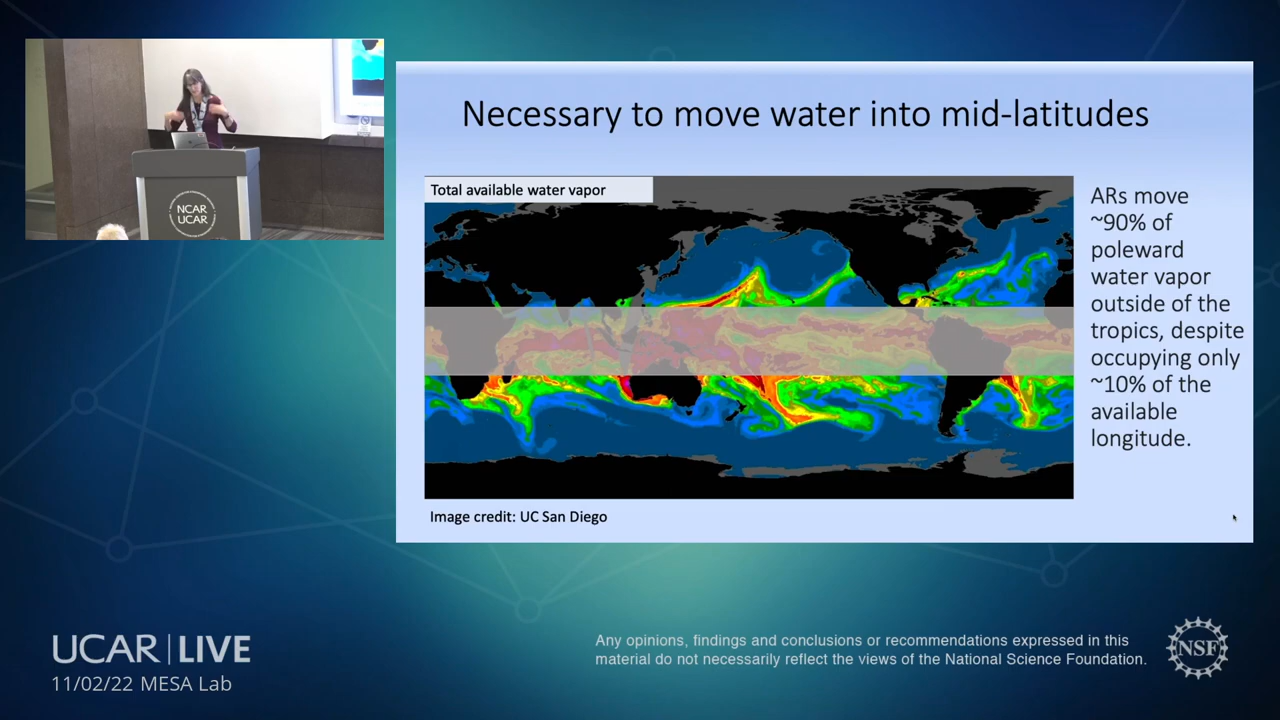 NCAR
UCAR
Necessary to move water into mid-latitudes
Total available water vapor
ARs move
~90% of
poleward
water vapor
outside of the
tropics, despite
occupying only
~10% of the
available
longitude.
Image credit: UC San Diego
UCAR | LIVE
11/02/22 MESA Lab
Any opinions, findings and conclusions or recommendations expressed in this
material do not necessarily reflect the views of the National Science Foundation.
NSF